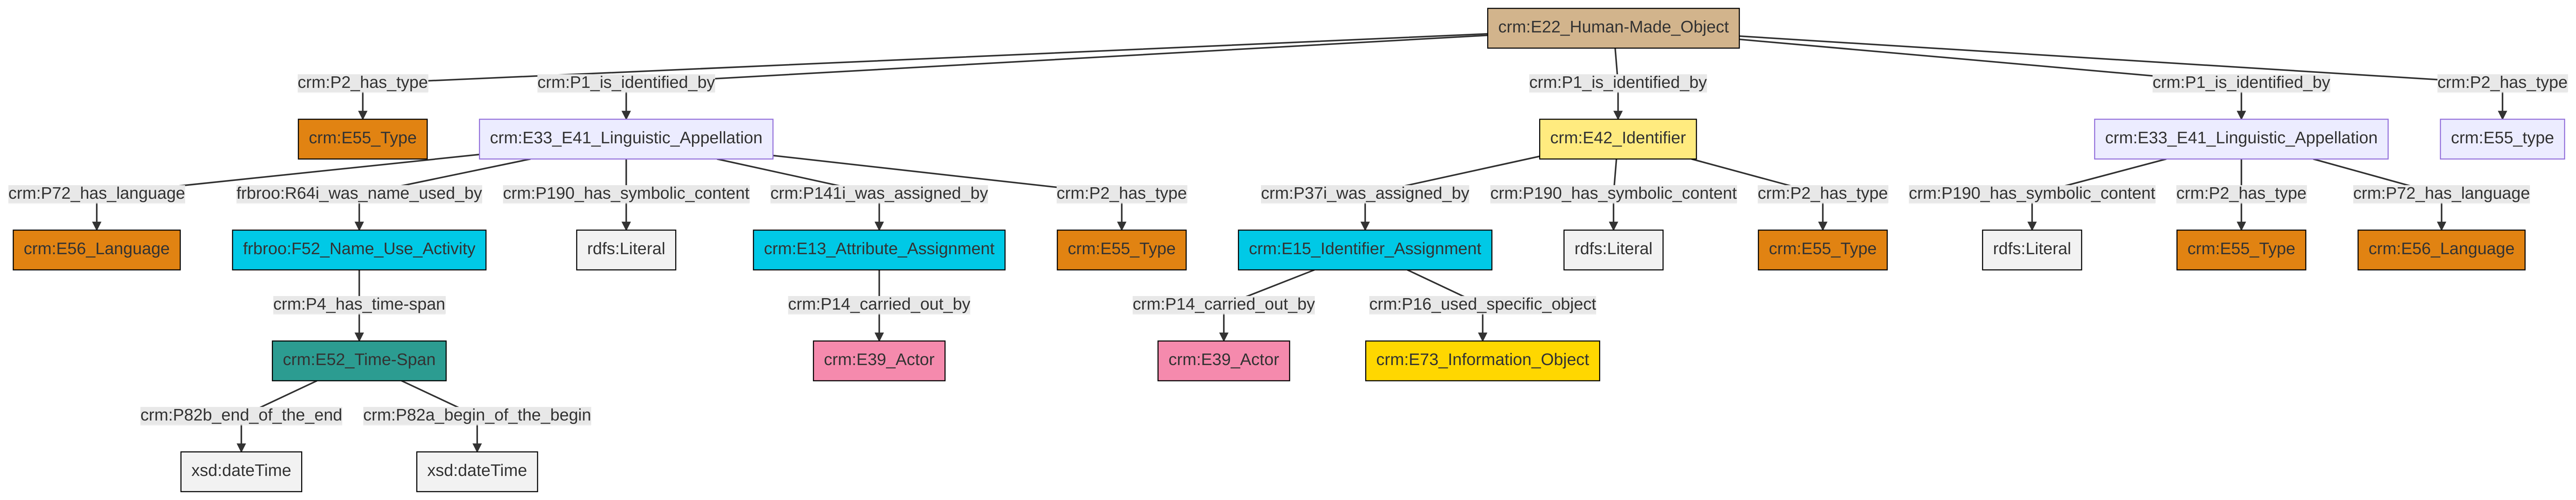 crm:E22_Human-Made_Object
crm:P2_has_type
crm:P1_is_identified_by
crm:P1_is_identified_by
crm:P1_is_identified_by
crm:P2_has_type
crm:E55_Type
crm:E33_E41_Linguistic_Appellation
crm:E42_Identifier
crm:E33_E41_Linguistic_Appellation
crm:E55_type
crm:P72_has_language
frbroo:R64i_was_name_used_by
crm:P190_has_symbolic_content
crm:P141i_was_assigned_by
crm:P2_has_type
crm:P37i_was_assigned_by
crm:P190_has_symbolic_content
crm:P2_has_type
crm:P190_has_symbolic_content
crm:P2_has_type
crm:P72_has_language
crm:E56_Language
frbroo:F52_Name_Use_Activity
rdfs:Literal
crm:E13_Attribute_Assignment
crm:E55_Type
crm:E15_Identifier_Assignment
rdfs:Literal
crm:E55_Type
rdfs:Literal
crm:E55_Type
crm:E56_Language
crm:P4_has_time-span
crm:P14_carried_out_by
crm:P14_carried_out_by
crm:P16_used_specific_object
crm:E52_Time-Span
crm:E39_Actor
crm:E39_Actor
crm:E73_Information_Object
crm:P82b_end_of_the_end
crm:P82a_begin_of_the_begin
xsd:dateTime
xsd:dateTime